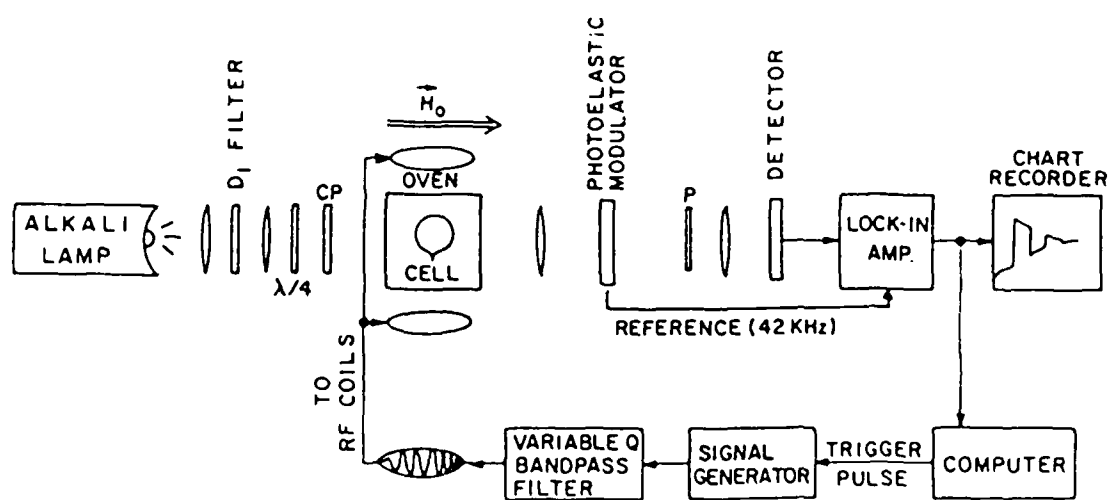 ALKALI
LAMP
D1 FILTER
λ/4
CP
H0
OVEN
CELL
PHOTOELASTIC
MODULATOR
P
DETECTOR
LOCK-IN
AMP.
CHART
RECORDER
REFERENCE (42 KHz)
TO
RF COILS
VARIABLE Q
BANDPASS
FILTER
SIGNAL
GENERATOR
TRIGGER
PULSE
COMPUTER